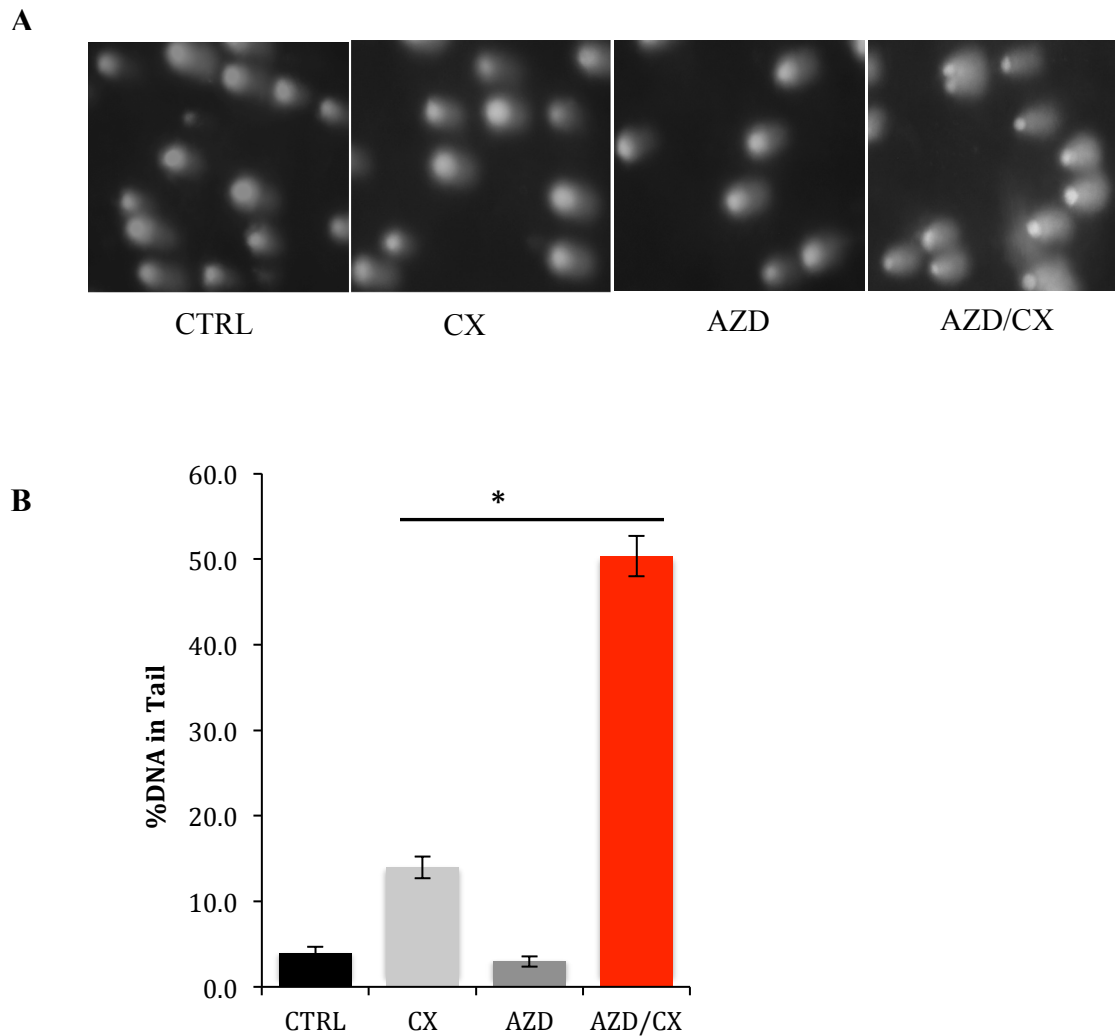 A
CTRL CX AZD AZD/CX
B
60.0
*
50.0
40.0
30.0
20.0
10.0
0.0
%DNA in Tail
CTRL CX AZD AZD/CX